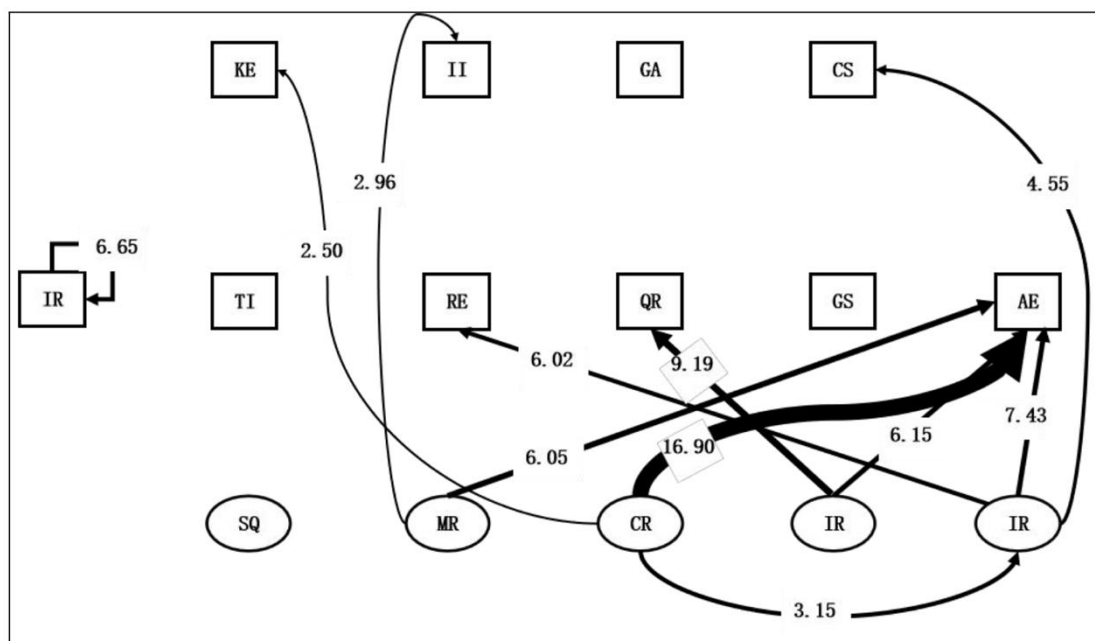 KE II GA CS
2.96 4.55
6.65 2.50
IR TI RE QR GS AE
6.02 9.19
7.43
6.15
16.90
6.05
SQ MR CR IR IR
3.15